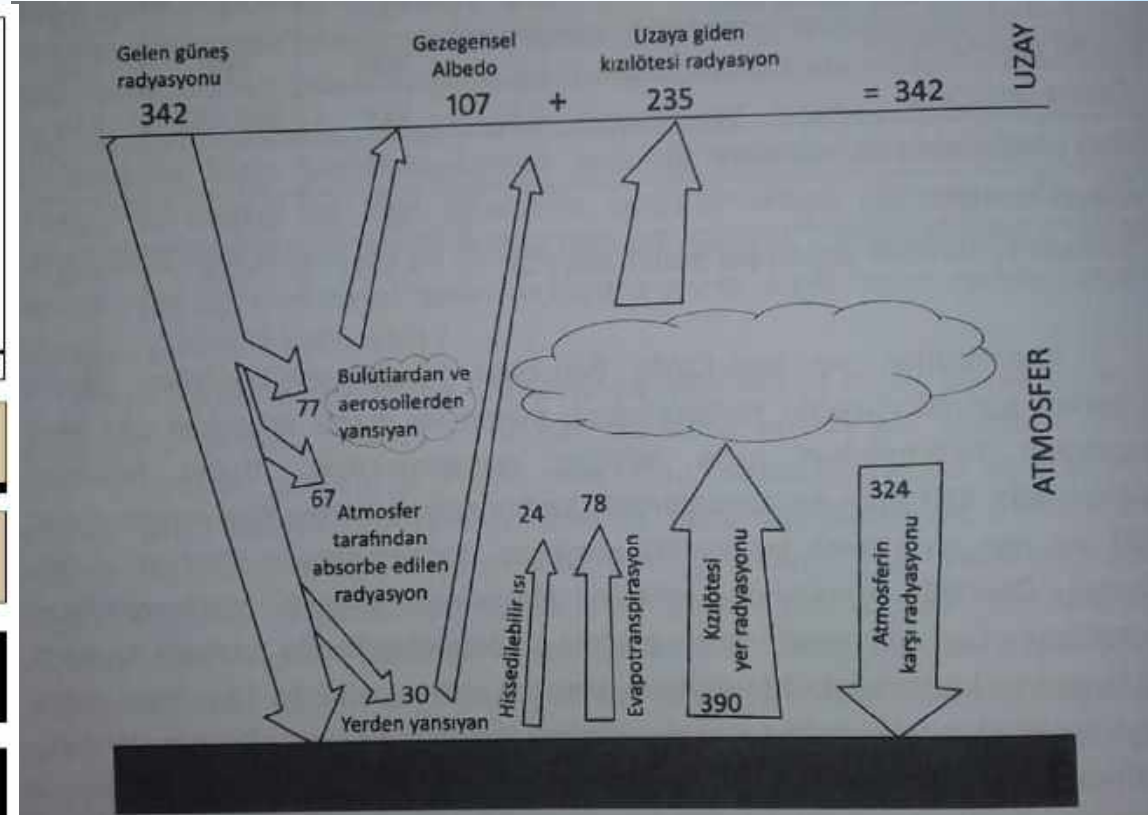 Gelen güneş
radyasyonu
342
Gezegensel
Albedo
107
+
Uzaya giden
kızılötesi radyasyon
235
= 342
UZAY
Bulutlardan ve
77 aerosollerden
yansıyan
67 Atmosfer
tarafından
absorbe edilen
radyasyon
30
Yerden yansıyan
24
Hissedilebilir ısı
78
Evapotranspirasyon
Kızılötesi
yer radyasyonu
390
324
Atmosferin
karşı radyasyonu
ATMOSFER